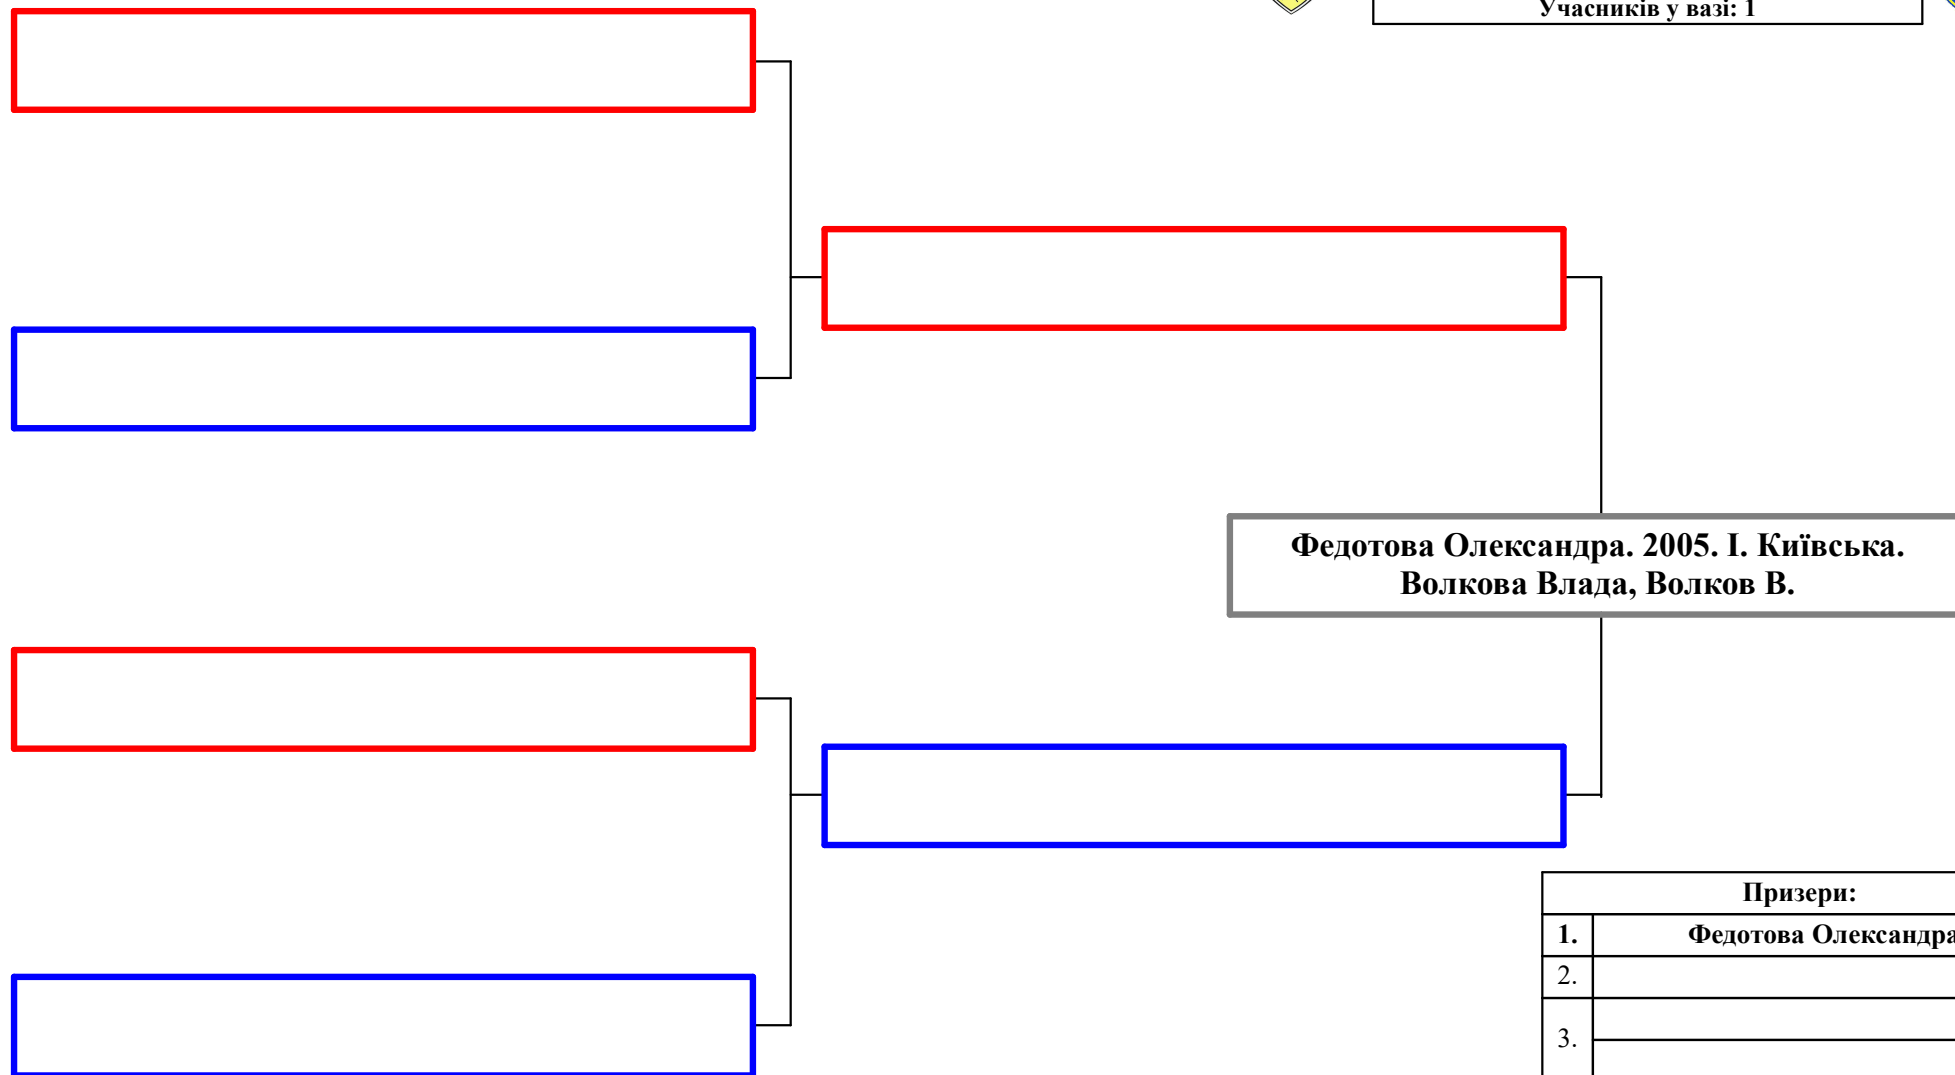 Учасників у вазі: 1
Федотова Олександра. 2005. І. Київська.
Волкова Влада, Волков В.
Призери:
1. Федотова Олександра
2.
3.